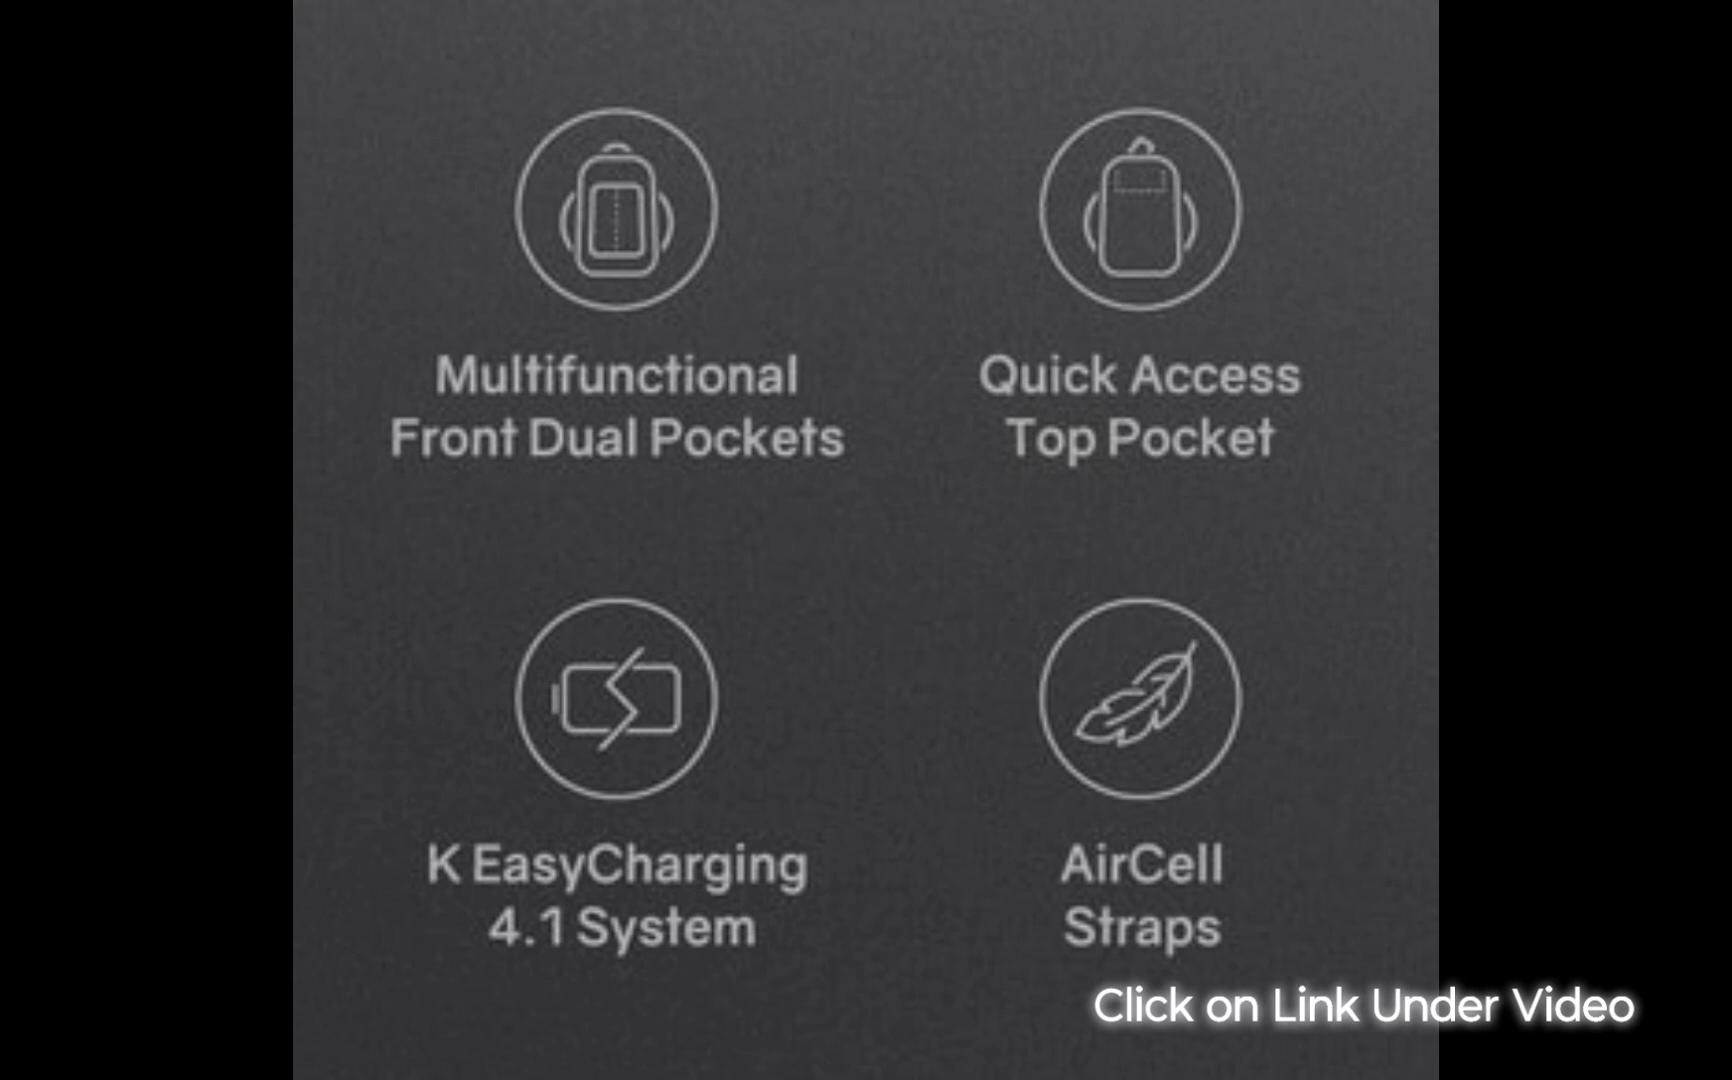 Multifunctional
Front Dual Pockets
Quick Access
Top Pocket
K EasyCharging
4.1 System
AirCell
Straps
Click on Link Under Video